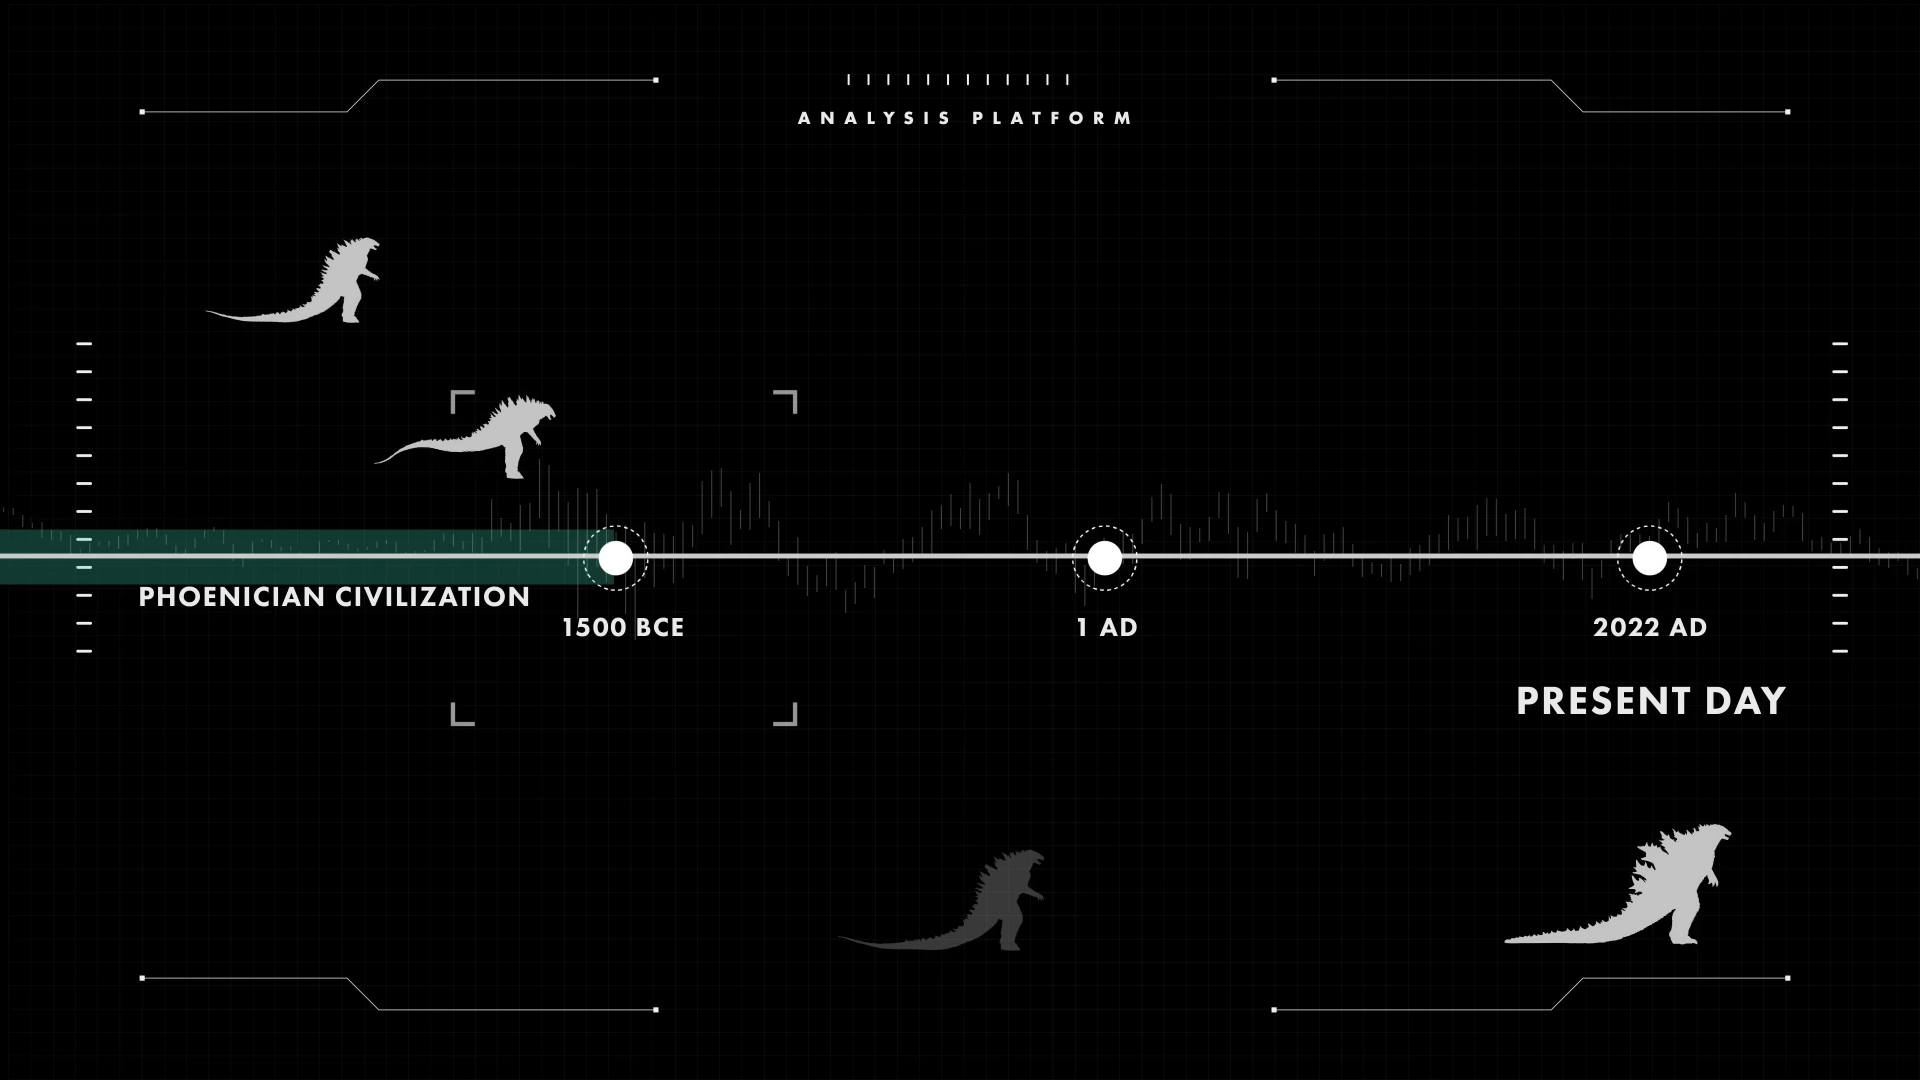 ANALYSIS PLATFORM
PHOENICIAN CIVILIZATION
1500 BCE
1 AD
2022 AD
PRESENT DAY